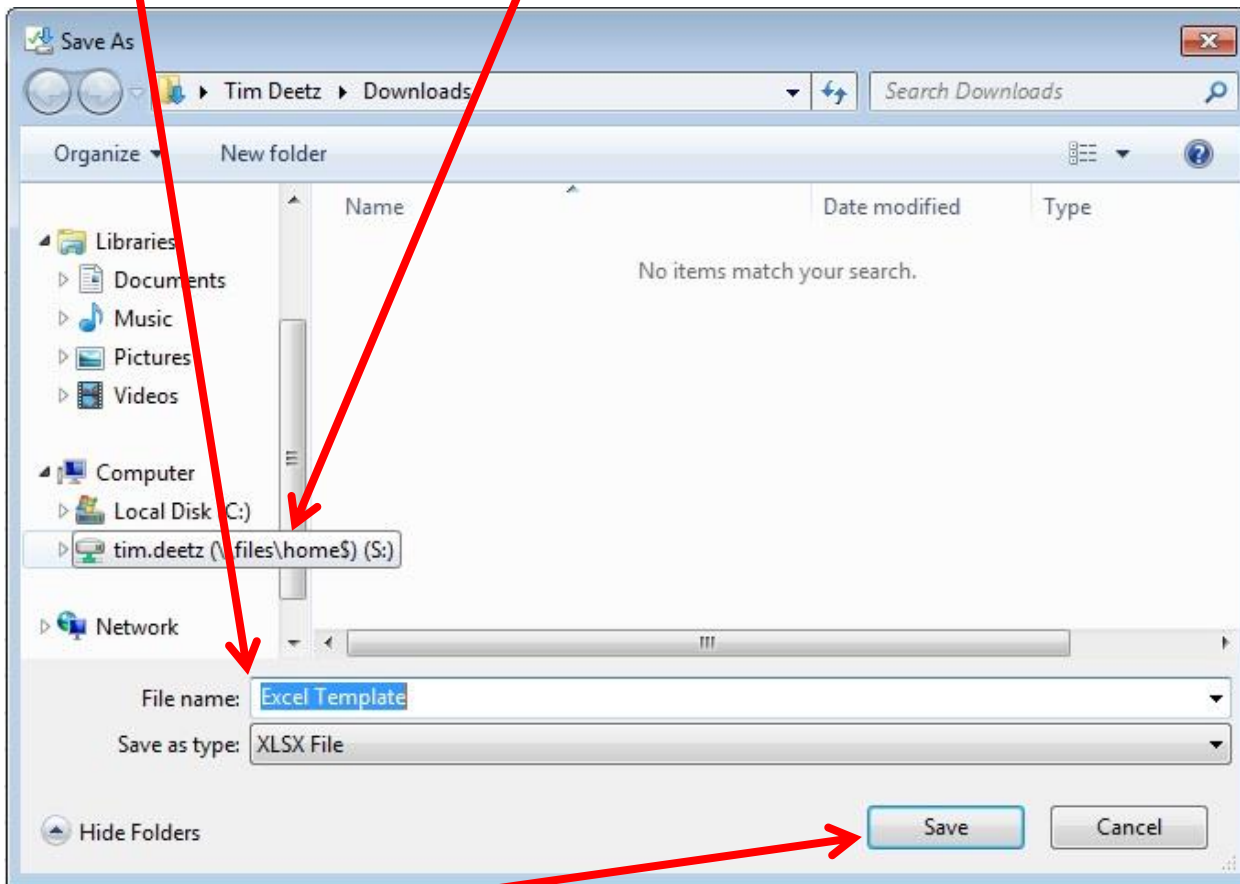 Save As
Tim Deetz Downloads Search Downloads
Organize New folder
Name Date modified Type
Libraries
No items match your search.
Documents
Music
Pictures
Videos
Computer
Local Disk (C:)
tim.deetz (\\files\home$) (S:)
Network
File name: Excel Template
Save as type: XLSX File
Hide Folders Save Cancel